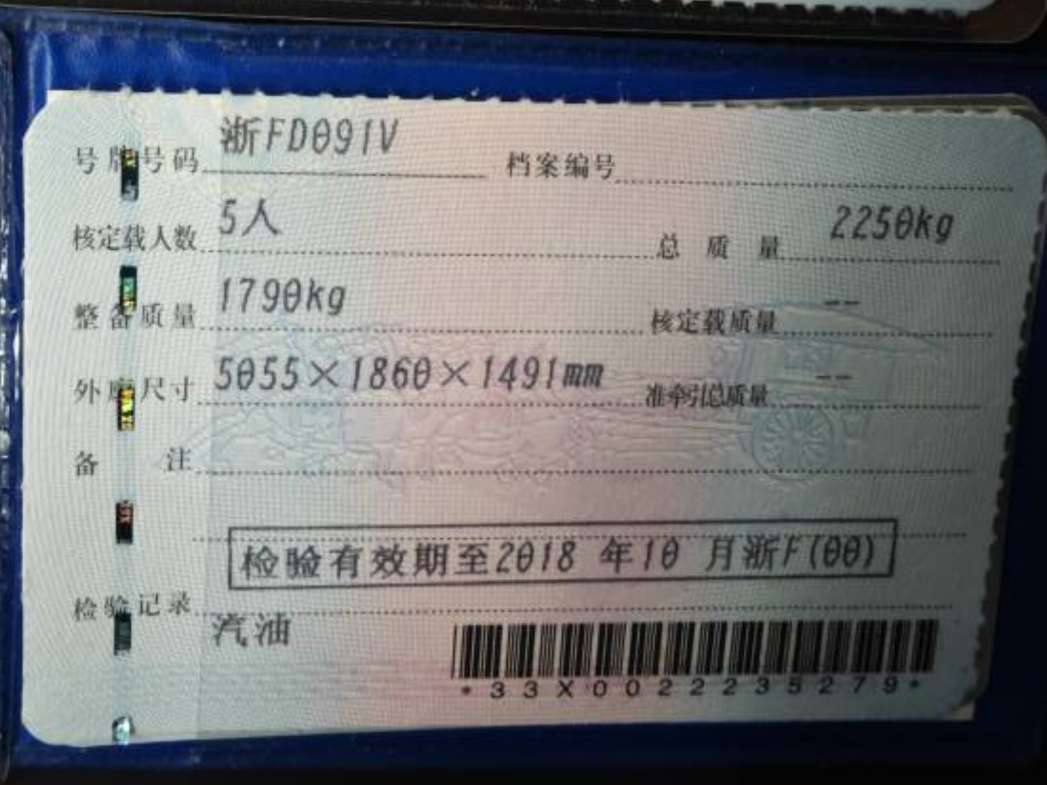 号牌号码 浙FD091V 档案编号
核定载人数 5人 总质量 2250kg
整备质量 1790kg 核定载质量 --
外廓尺寸 5055×1860×1491mm 准牵引总质量 --
备注
检验有效期至2018 年10 月浙F(00)
检验记录
汽油
*33X0022235279*